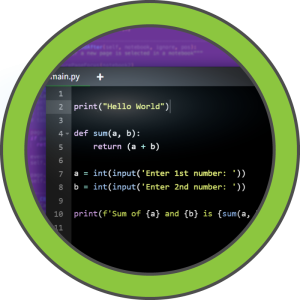 main.py +
1
2 print("Hello World")
3
4 def sum(a, b):
5 return (a + b)
6
7 a = int(input('Enter 1st number: '))
8 b = int(input('Enter 2nd number: '))
9
10 print(f'Sum of {a} and {b} is {sum(a,
11